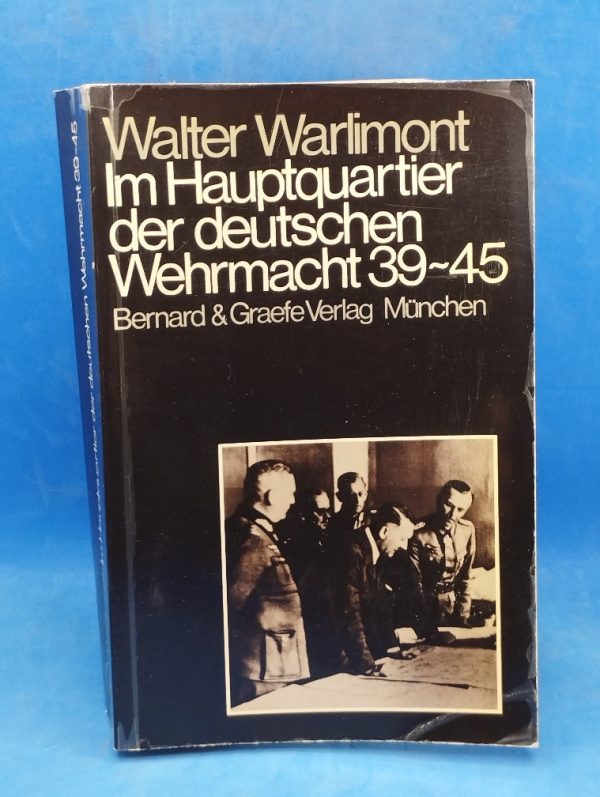 Walter Warlimont
Im Hauptquartier
der deutschen
Wehrmacht 39~45
Bernard & Graefe Verlag München
Hauptquartier der deutschen Wehrmacht 39~45